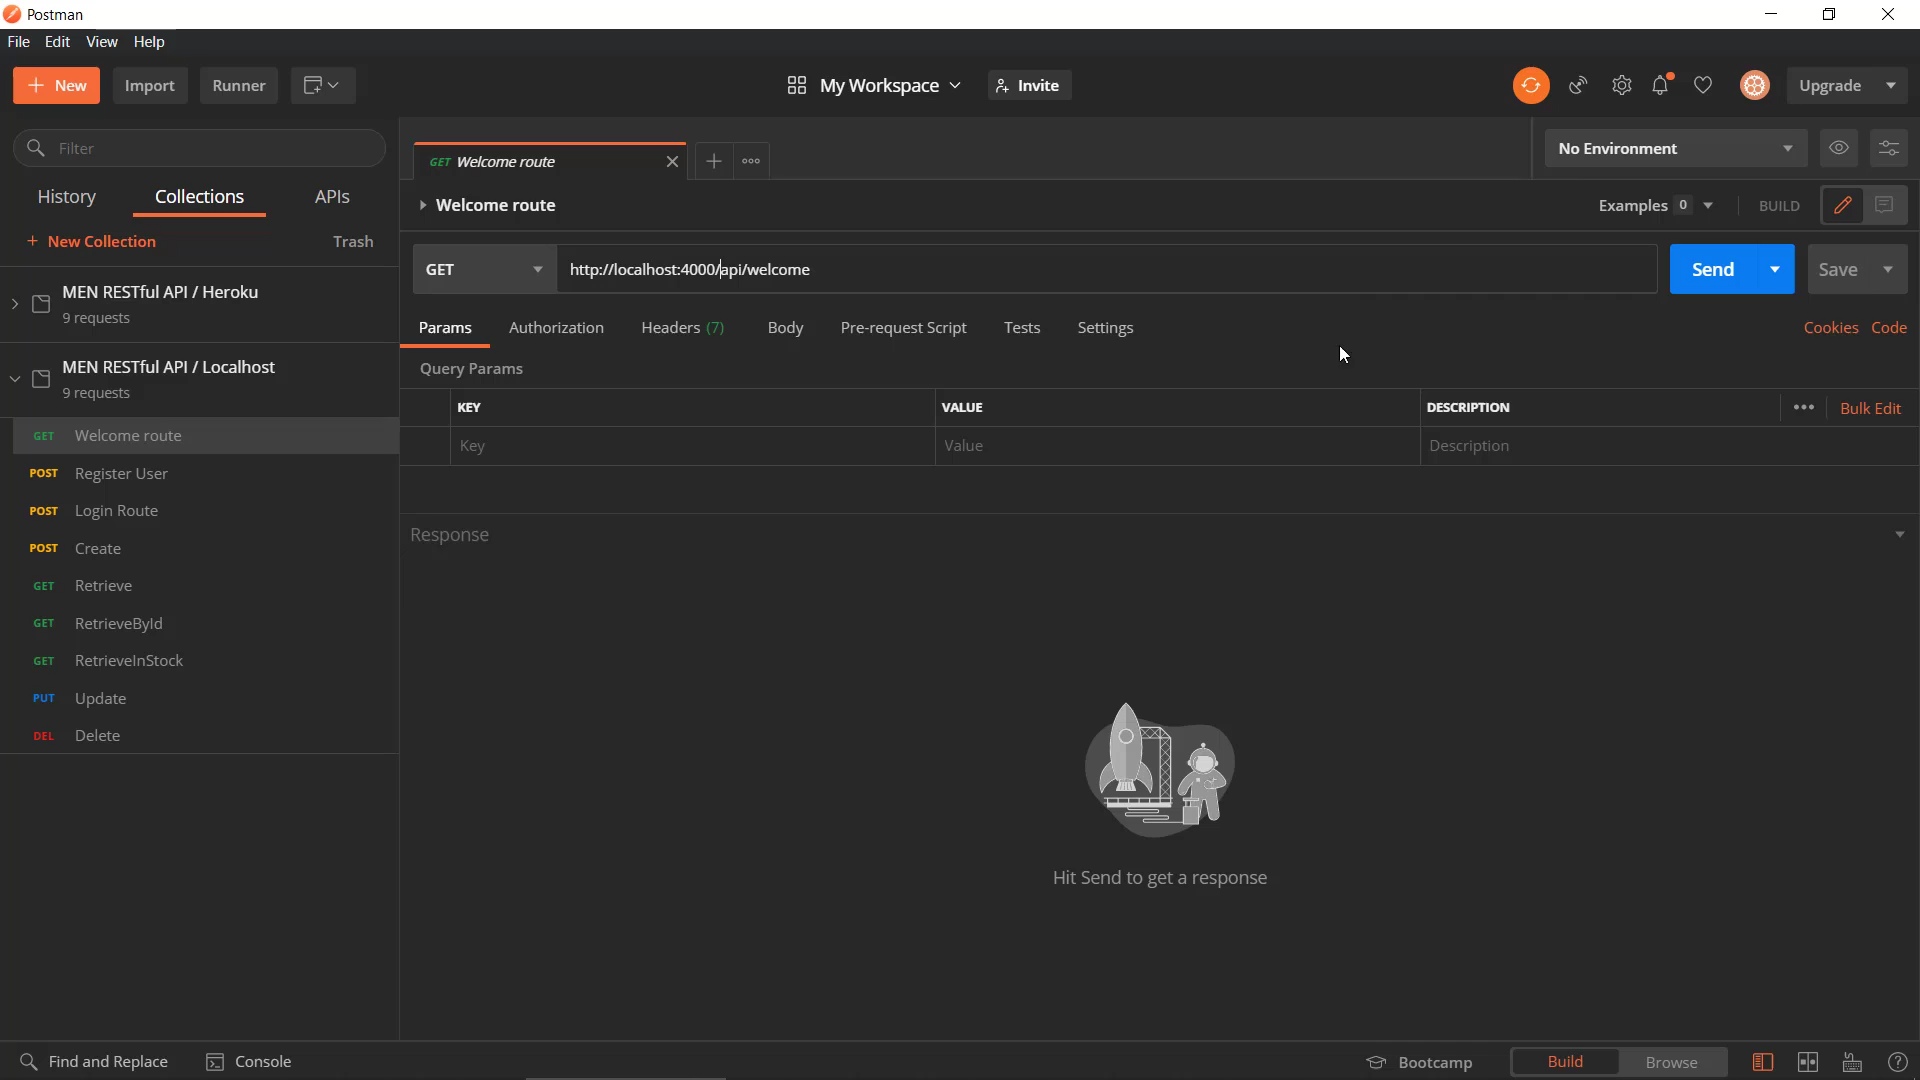 Postman
File Edit View Help
New Import Runner
My Workspace Invite
Upgrade
Filter
History Collections APIs
New Collection Trash
MEN RESTful API / Heroku
9 requests
MEN RESTful API / Localhost
9 requests
GET Welcome route
POST Register User
POST Login Route
POST Create
GET Retrieve
GET RetrieveById
GET RetrieveInStock
PUT Update
DEL Delete
GET Welcome route
No Environment
Welcome route
Examples 0 BUILD
GET http://localhost:4000/api/welcome Send Save
Params Authorization Headers (7) Body Pre-request Script Tests Settings Cookies Code
Query Params
KEY VALUE DESCRIPTION Bulk Edit
Key Value Description
Response
Hit Send to get a response
Find and Replace Console Bootcamp Build Browse